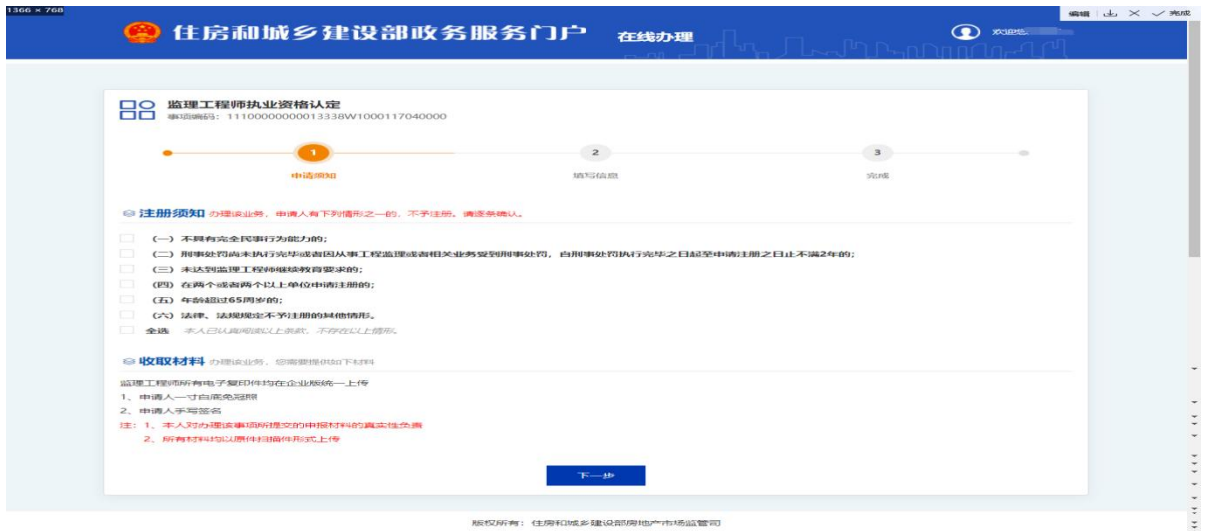 1366 × 768
编辑 完成
住房和城乡建设部政务服务门户 在线办理
欢迎您:
监理工程师执业资格认定
事项编码：11100000000013338W1000117040000
1 2 3
申请须知 填写信息 完成
注册须知 办理该业务，申请人有下列情形之一的，不予注册。请逐条确认。
（一）不具有完全民事行为能力的；
（二）刑事处罚尚未执行完毕或者因从事工程监理或者相关业务受到刑事处罚，自刑事处罚执行完毕之日起至申请注册之日止不满2年的；
（三）未达到监理工程师继续教育要求的；
（四）在两个或者两个以上单位申请注册的；
（五）年龄超过65周岁的；
（六）法律、法规规定不予注册的其他情形。
全选 本人已认真阅读以上条款，不存在以上情形。
收取材料 办理该业务，您需要提供如下材料
监理工程师所有电子复印件均在企业版统一上传
1、申请人一寸白底免冠照
2、申请人手写签名
注：1、本人对办理该事项所提交的申报材料的真实性负责
2、所有材料均以原件扫描件形式上传
下一步
版权所有：住房和城乡建设部房地产市场监管司